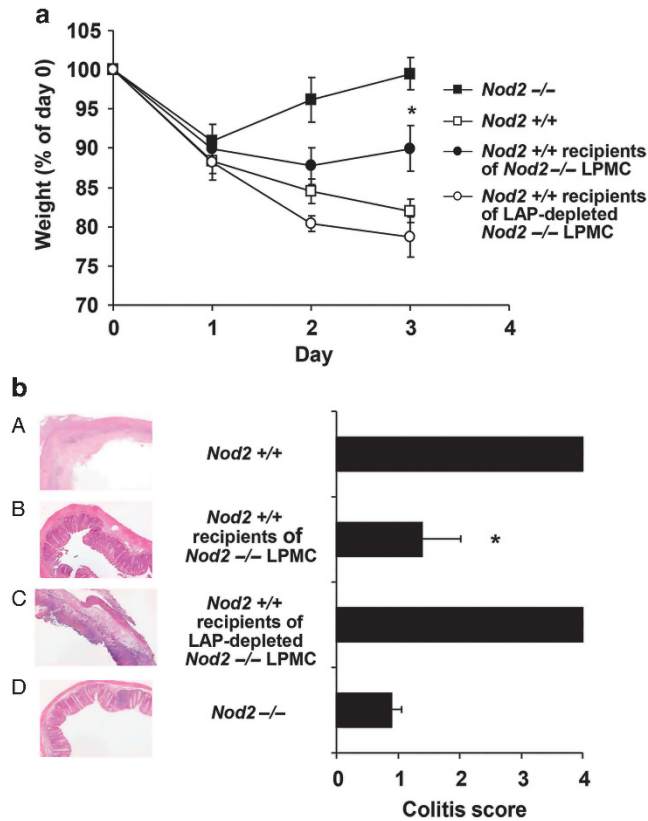 a
Weight (% of day 0)
105
100
95
90
85
80
75
70
0
1
2
3
4
Day
*
Nod2 –/–
Nod2 +/+
Nod2 +/+ recipients
of Nod2–/– LPMC
Nod2 +/+ recipients
of LAP-depleted
Nod2 –/– LPMC
b
A
Nod2 +/+
B
Nod2 +/+
recipients of
Nod2 –/– LPMC
*
C
Nod2 +/+
recipients of
LAP-depleted
Nod2 –/– LPMC
D
Nod2 –/–
0
1
2
3
4
Colitis score